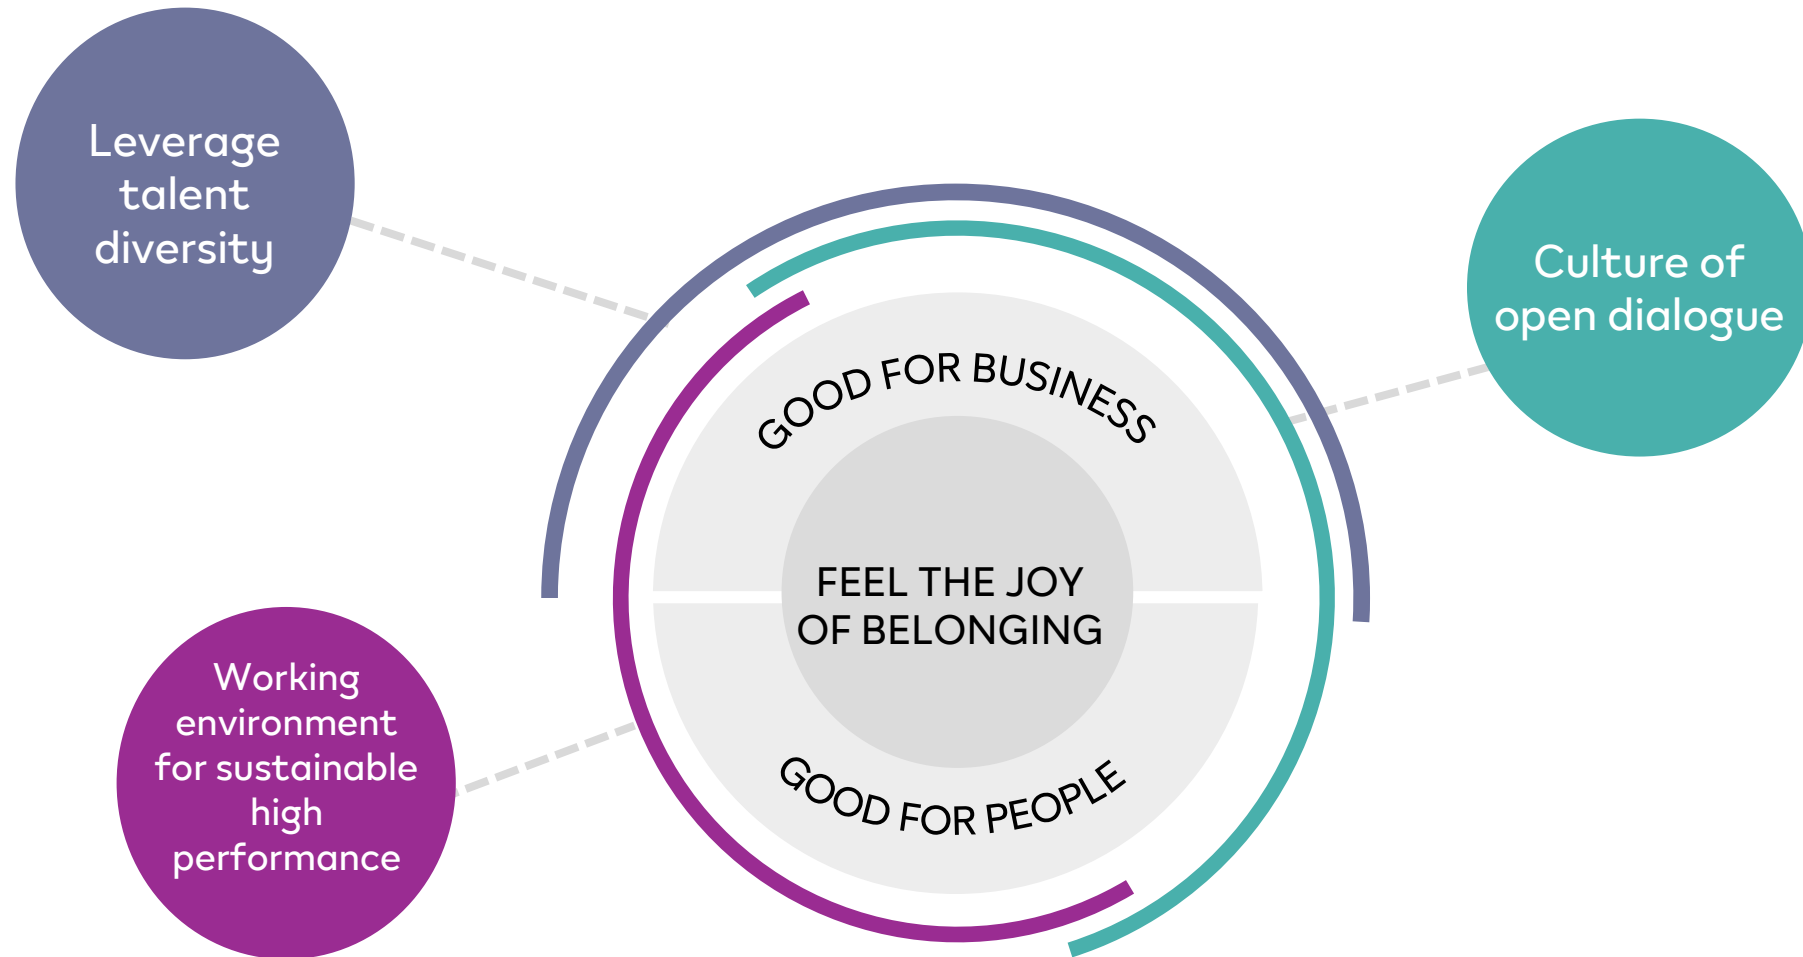 Leverage
talent
diversity
Culture of
open dialogue
GOOD FOR BUSINESS
FEEL THE JOY
OF BELONGING
GOOD FOR PEOPLE
Working
environment
for sustainable
high
performance